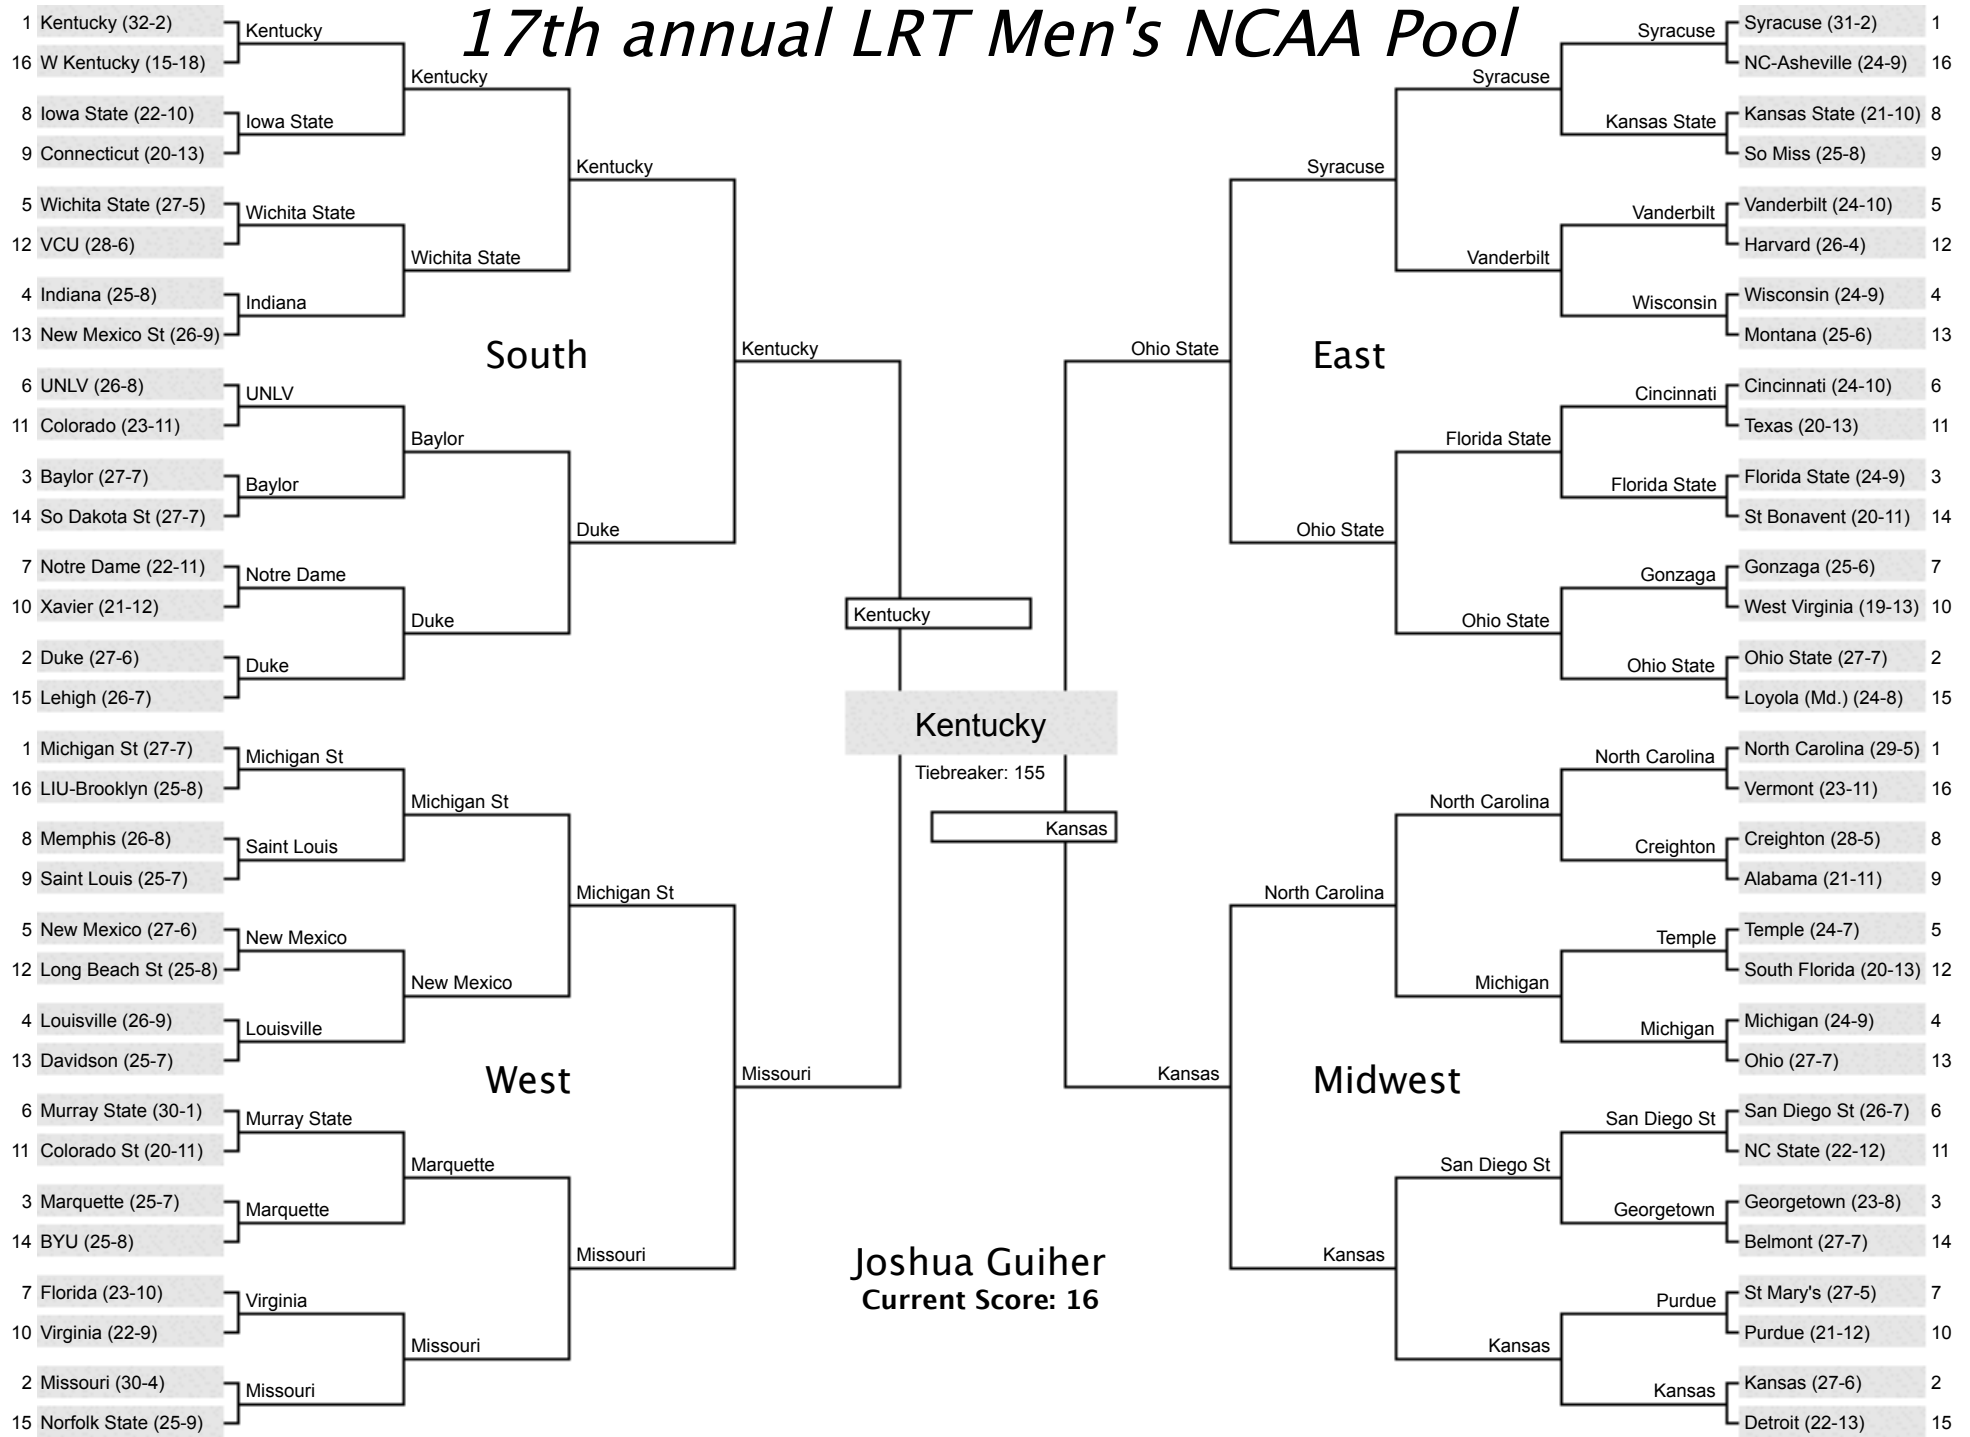 17th annual LRT Men's NCAA Pool
1 Kentucky (32-2)
16 W Kentucky (15-18)
8 Iowa State (22-10)
9 Connecticut (20-13)
5 Wichita State (27-5)
12 VCU (28-6)
4 Indiana (25-8)
13 New Mexico St (26-9)
6 UNLV (26-8)
11 Colorado (23-11)
3 Baylor (27-7)
14 So Dakota St (27-7)
7 Notre Dame (22-11)
10 Xavier (21-12)
2 Duke (27-6)
15 Lehigh (26-7)
Kentucky
Iowa State
Wichita State
Indiana
UNLV
Baylor
Notre Dame
Duke
Kentucky
Wichita State
Baylor
Duke
Kentucky
Duke
South
Kentucky
1 Michigan St (27-7)
16 LIU-Brooklyn (25-8)
8 Memphis (26-8)
9 Saint Louis (25-7)
5 New Mexico (27-6)
12 Long Beach St (25-8)
4 Louisville (26-9)
13 Davidson (25-7)
6 Murray State (30-1)
11 Colorado St (20-11)
3 Marquette (25-7)
14 BYU (25-8)
7 Florida (23-10)
10 Virginia (22-9)
2 Missouri (30-4)
15 Norfolk State (25-9)
Michigan St
Saint Louis
New Mexico
Louisville
Murray State
Marquette
Virginia
Missouri
Michigan St
New Mexico
Marquette
Missouri
Michigan St
Missouri
West
Missouri
Kentucky
Kentucky
Tiebreaker: 155
Kansas
Joshua Guiher
Current Score: 16
Syracuse (31-2) 1
NC-Asheville (24-9) 16
Kansas State (21-10) 8
So Miss (25-8) 9
Vanderbilt (24-10) 5
Harvard (26-4) 12
Wisconsin (24-9) 4
Montana (25-6) 13
Cincinnati (24-10) 6
Texas (20-13) 11
Florida State (24-9) 3
St Bonavent (20-11) 14
Gonzaga (25-6) 7
West Virginia (19-13) 10
Ohio State (27-7) 2
Loyola (Md.) (24-8) 15
Syracuse
Kansas State
Vanderbilt
Wisconsin
Cincinnati
Florida State
Gonzaga
Ohio State
Syracuse
Vanderbilt
Florida State
Ohio State
Syracuse
Ohio State
East
Ohio State
North Carolina (29-5) 1
Vermont (23-11) 16
Creighton (28-5) 8
Alabama (21-11) 9
Temple (24-7) 5
South Florida (20-13) 12
Michigan (24-9) 4
Ohio (27-7) 13
San Diego St (26-7) 6
NC State (22-12) 11
Georgetown (23-8) 3
Belmont (27-7) 14
St Mary's (27-5) 7
Purdue (21-12) 10
Kansas (27-6) 2
Detroit (22-13) 15
North Carolina
Creighton
Temple
Michigan
San Diego St
Georgetown
Purdue
Kansas
North Carolina
Michigan
San Diego St
Kansas
North Carolina
Kansas
Midwest
Kansas